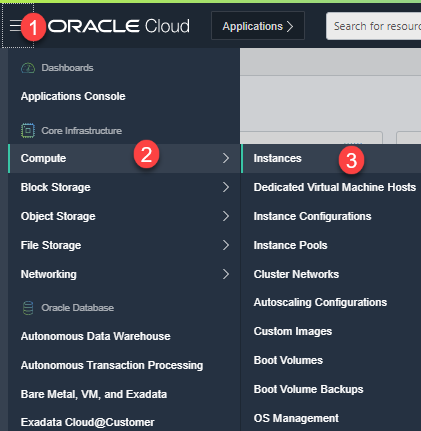 1 ORACLE Cloud Applications Search for resour
Dashboards
Applications Console
Core Infrastructure
Compute 2
Block Storage
Object Storage
File Storage
Networking
Oracle Database
Autonomous Data Warehouse
Autonomous Transaction Processing
Bare Metal, VM, and Exadata
Exadata Cloud@Customer
Instances 3
Dedicated Virtual Machine Hosts
Instance Configurations
Instance Pools
Cluster Networks
Autoscaling Configurations
Custom Images
Boot Volumes
Boot Volume Backups
OS Management